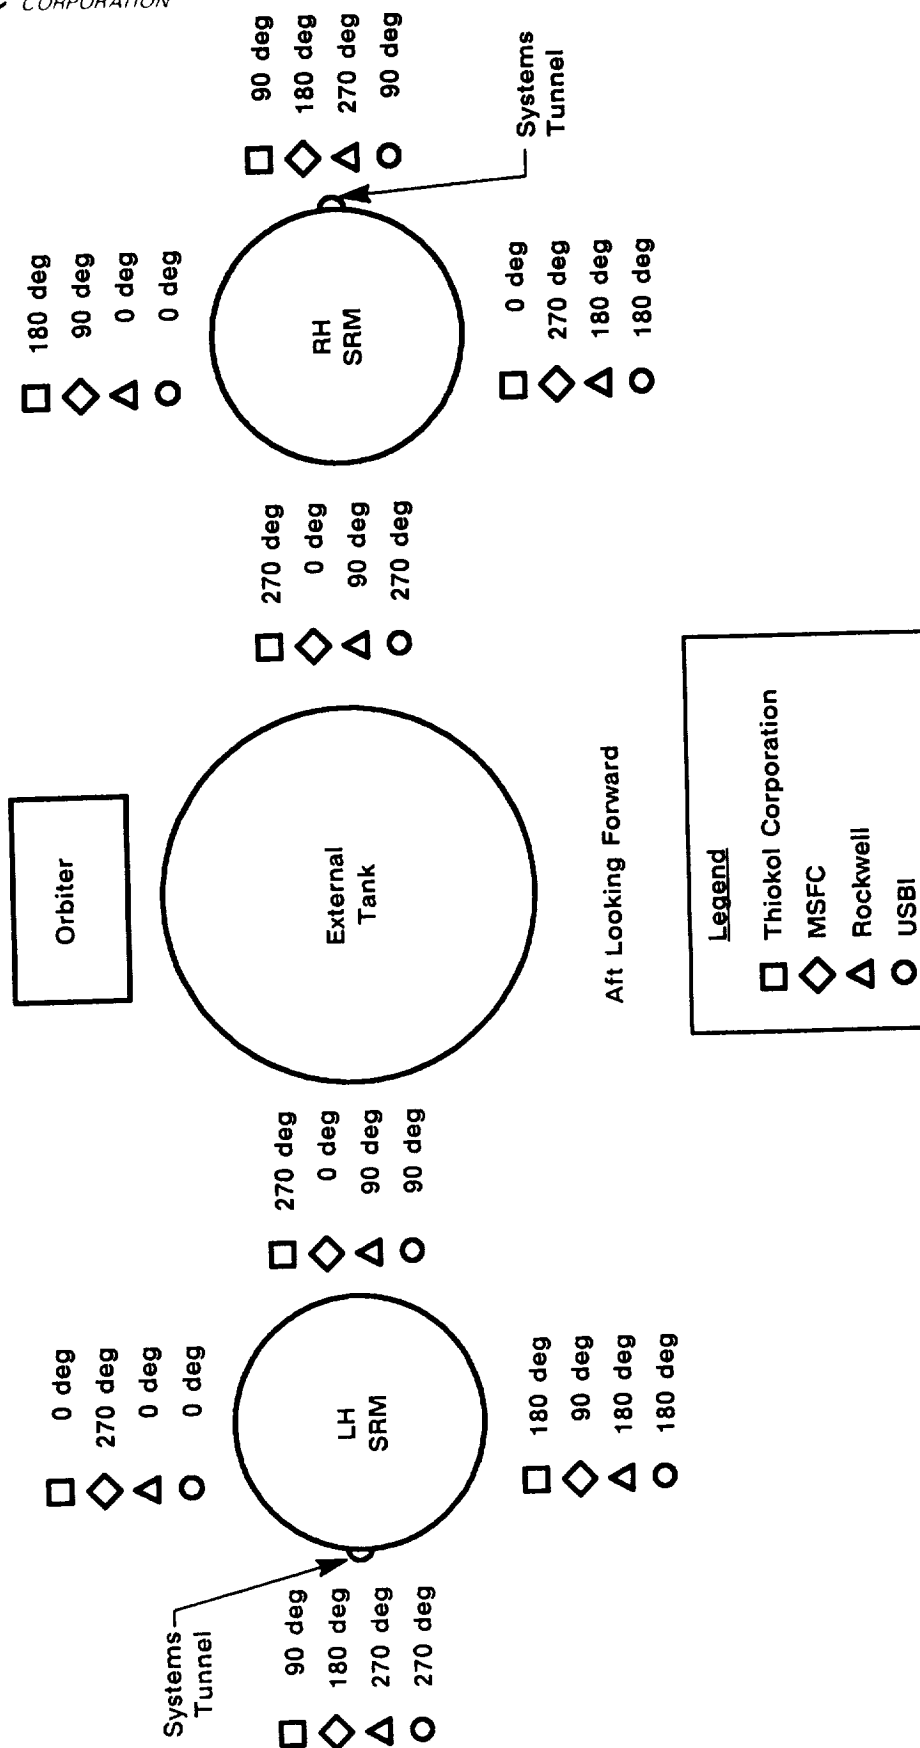 CORPORATION
Orbiter
Systems
Tunnel
90 deg
180 deg
270 deg
270 deg
0 deg
270 deg
0 deg
0 deg
LH
SRM
180 deg
90 deg
180 deg
180 deg
270 deg
0 deg
90 deg
90 deg
External
Tank
270 deg
0 deg
90 deg
270 deg
180 deg
90 deg
0 deg
0 deg
RH
SRM
0 deg
270 deg
180 deg
180 deg
90 deg
180 deg
270 deg
90 deg
Systems
Tunnel
Aft Looking Forward
Legend
Thiokol Corporation
MSFC
Rockwell
USBI